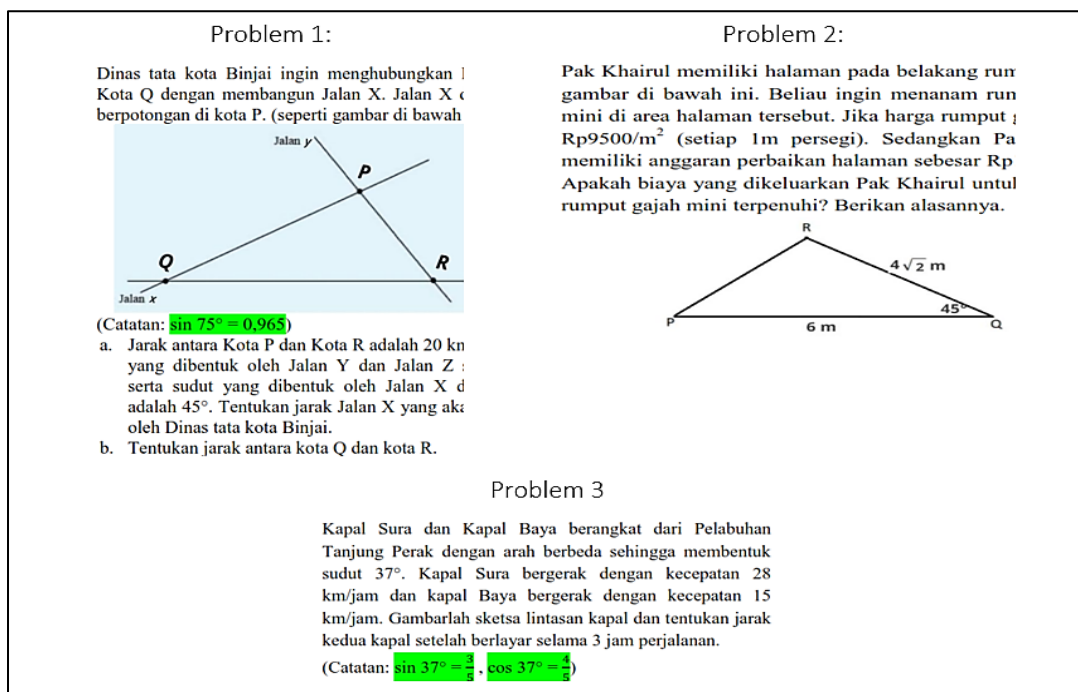 Problem 1:
Dinas tata kota Binjai ingin menghubungkan
Kota Q dengan membangun Jalan X. Jalan X
berpotongan di kota P. (seperti gambar di bawah
Jalan y
P
Q
R
Jalan x
(Catatan: sin 75° = 0,965)
a. Jarak antara Kota P dan Kota R adalah 20 km
yang dibentuk oleh Jalan Y dan Jalan Z
serta sudut yang dibentuk oleh Jalan X
adalah 45°. Tentukan jarak Jalan X yang
oleh Dinas tata kota Binjai.
b. Tentukan jarak antara kota Q dan kota R.
Problem 2:
Pak Khairul memiliki halaman pada belakang
gambar di bawah ini. Beliau ingin menanam
mini di area halaman tersebut. Jika harga rumput
Rp9500/m² (setiap 1m persegi). Sedangkan
memiliki anggaran perbaikan halaman sebesar Rp
Apakah biaya yang dikeluarkan Pak Khairul
rumput gajah mini terpenuhi? Berikan alasannya.
R
4√2 m
45°
P
6 m
Q
Problem 3
Kapal Sura dan Kapal Baya berangkat dari Pelabuhan
Tanjung Perak dengan arah berbeda sehingga membentuk
sudut 37°. Kapal Sura bergerak dengan kecepatan 28
km/jam dan kapal Baya bergerak dengan kecepatan 15
km/jam. Gambarlah sketsa lintasan kapal dan tentukan jarak
kedua kapal setelah berlayar selama 3 jam perjalanan.
(Catatan: sin 37° = 3/5 , cos 37° = 4/5)